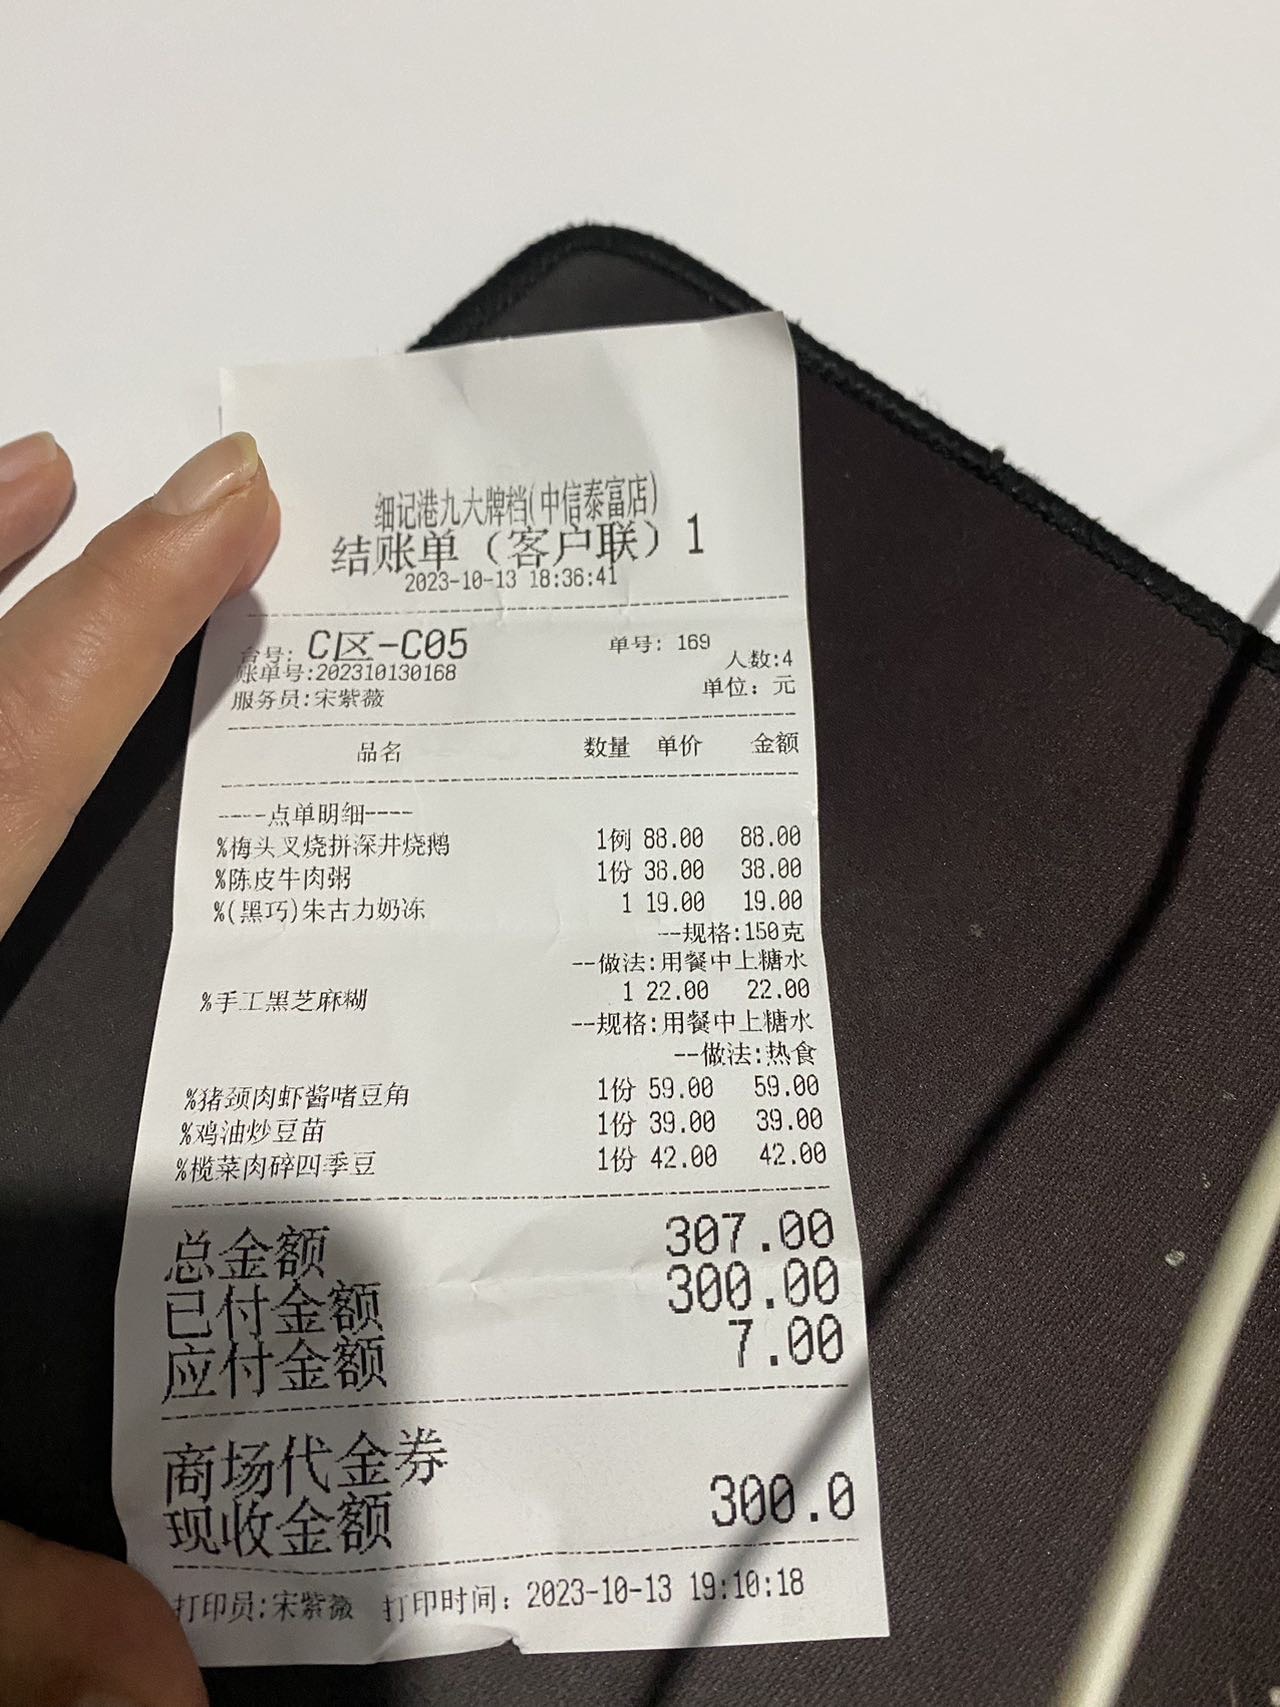 细记港九大牌档(中信泰富店)
结账单（客户联）1
2023-10-13 18:36:41
台号: C区-C05 单号: 169
人数:4
账单号:202310130168
单位: 元
服务员:宋紫薇
品名 数量 单价 金额
----点单明细----
%梅头叉烧拼深井烧鹅 1例 88.00 88.00
%陈皮牛肉粥 1份 38.00 38.00
%(黑巧)朱古力奶冻 1 19.00 19.00
--规格:150克
--做法:用餐中上糖水
%手工黑芝麻糊 1 22.00 22.00
--规格:用餐中上糖水
--做法:热食
%猪颈肉虾酱啫豆角 1份 59.00 59.00
%鸡油炒豆苗 1份 39.00 39.00
%榄菜肉碎四季豆 1份 42.00 42.00
总金额 307.00
已付金额 300.00
应付金额 7.00
商场代金券
现收金额 300.0
打印员:宋紫薇 打印时间: 2023-10-13 19:10:18